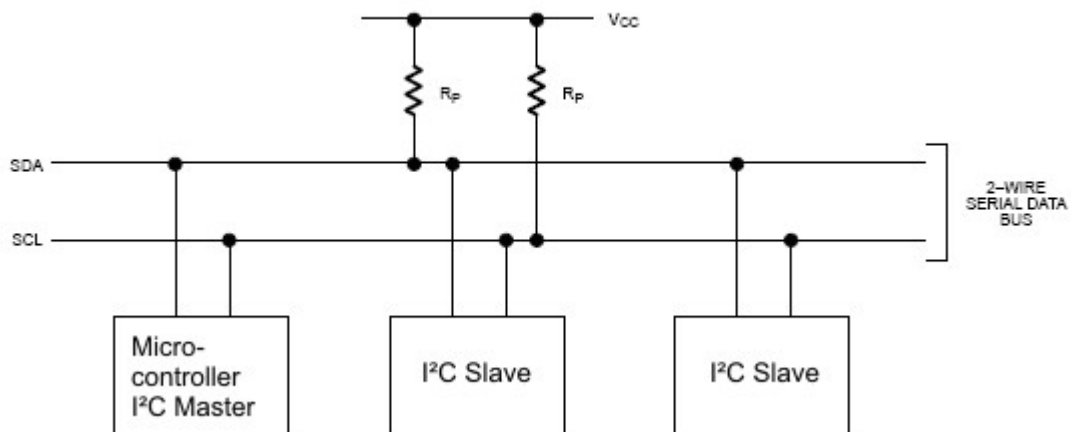 VCC
RP
RP
SDA
2–WIRE
SERIAL DATA
BUS
SCL
Micro-
controller
I²C Master
I²C Slave
I²C Slave